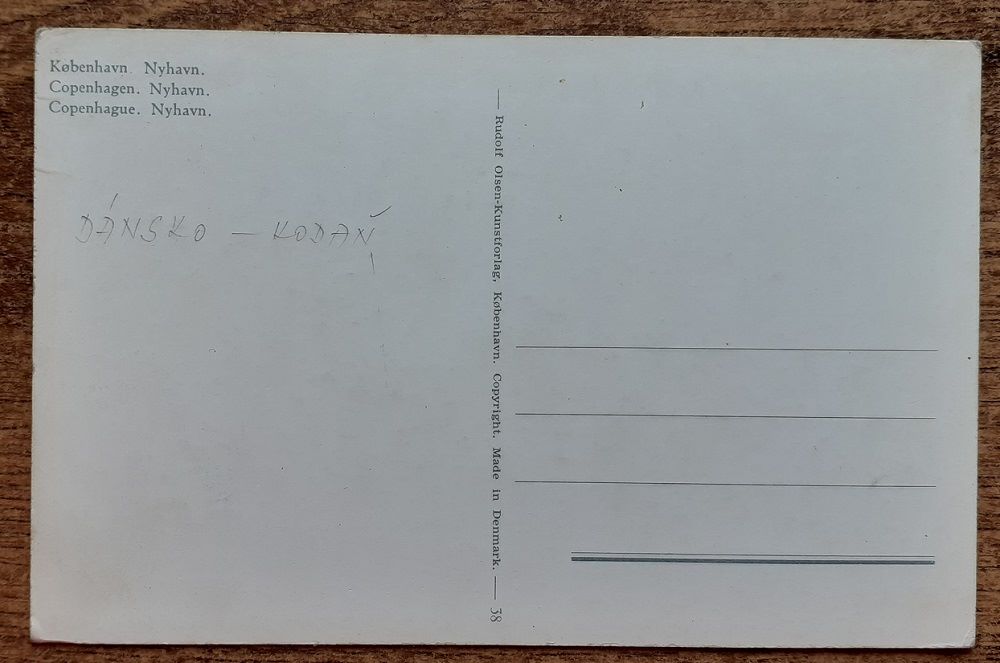 København. Nyhavn.
Copenhagen. Nyhavn.
Copenhague. Nyhavn.
DÁNSKO – KODAŇ
— Rudolf Olsen-Kunstforlag, København. Copyright. Made in Denmark. — 38